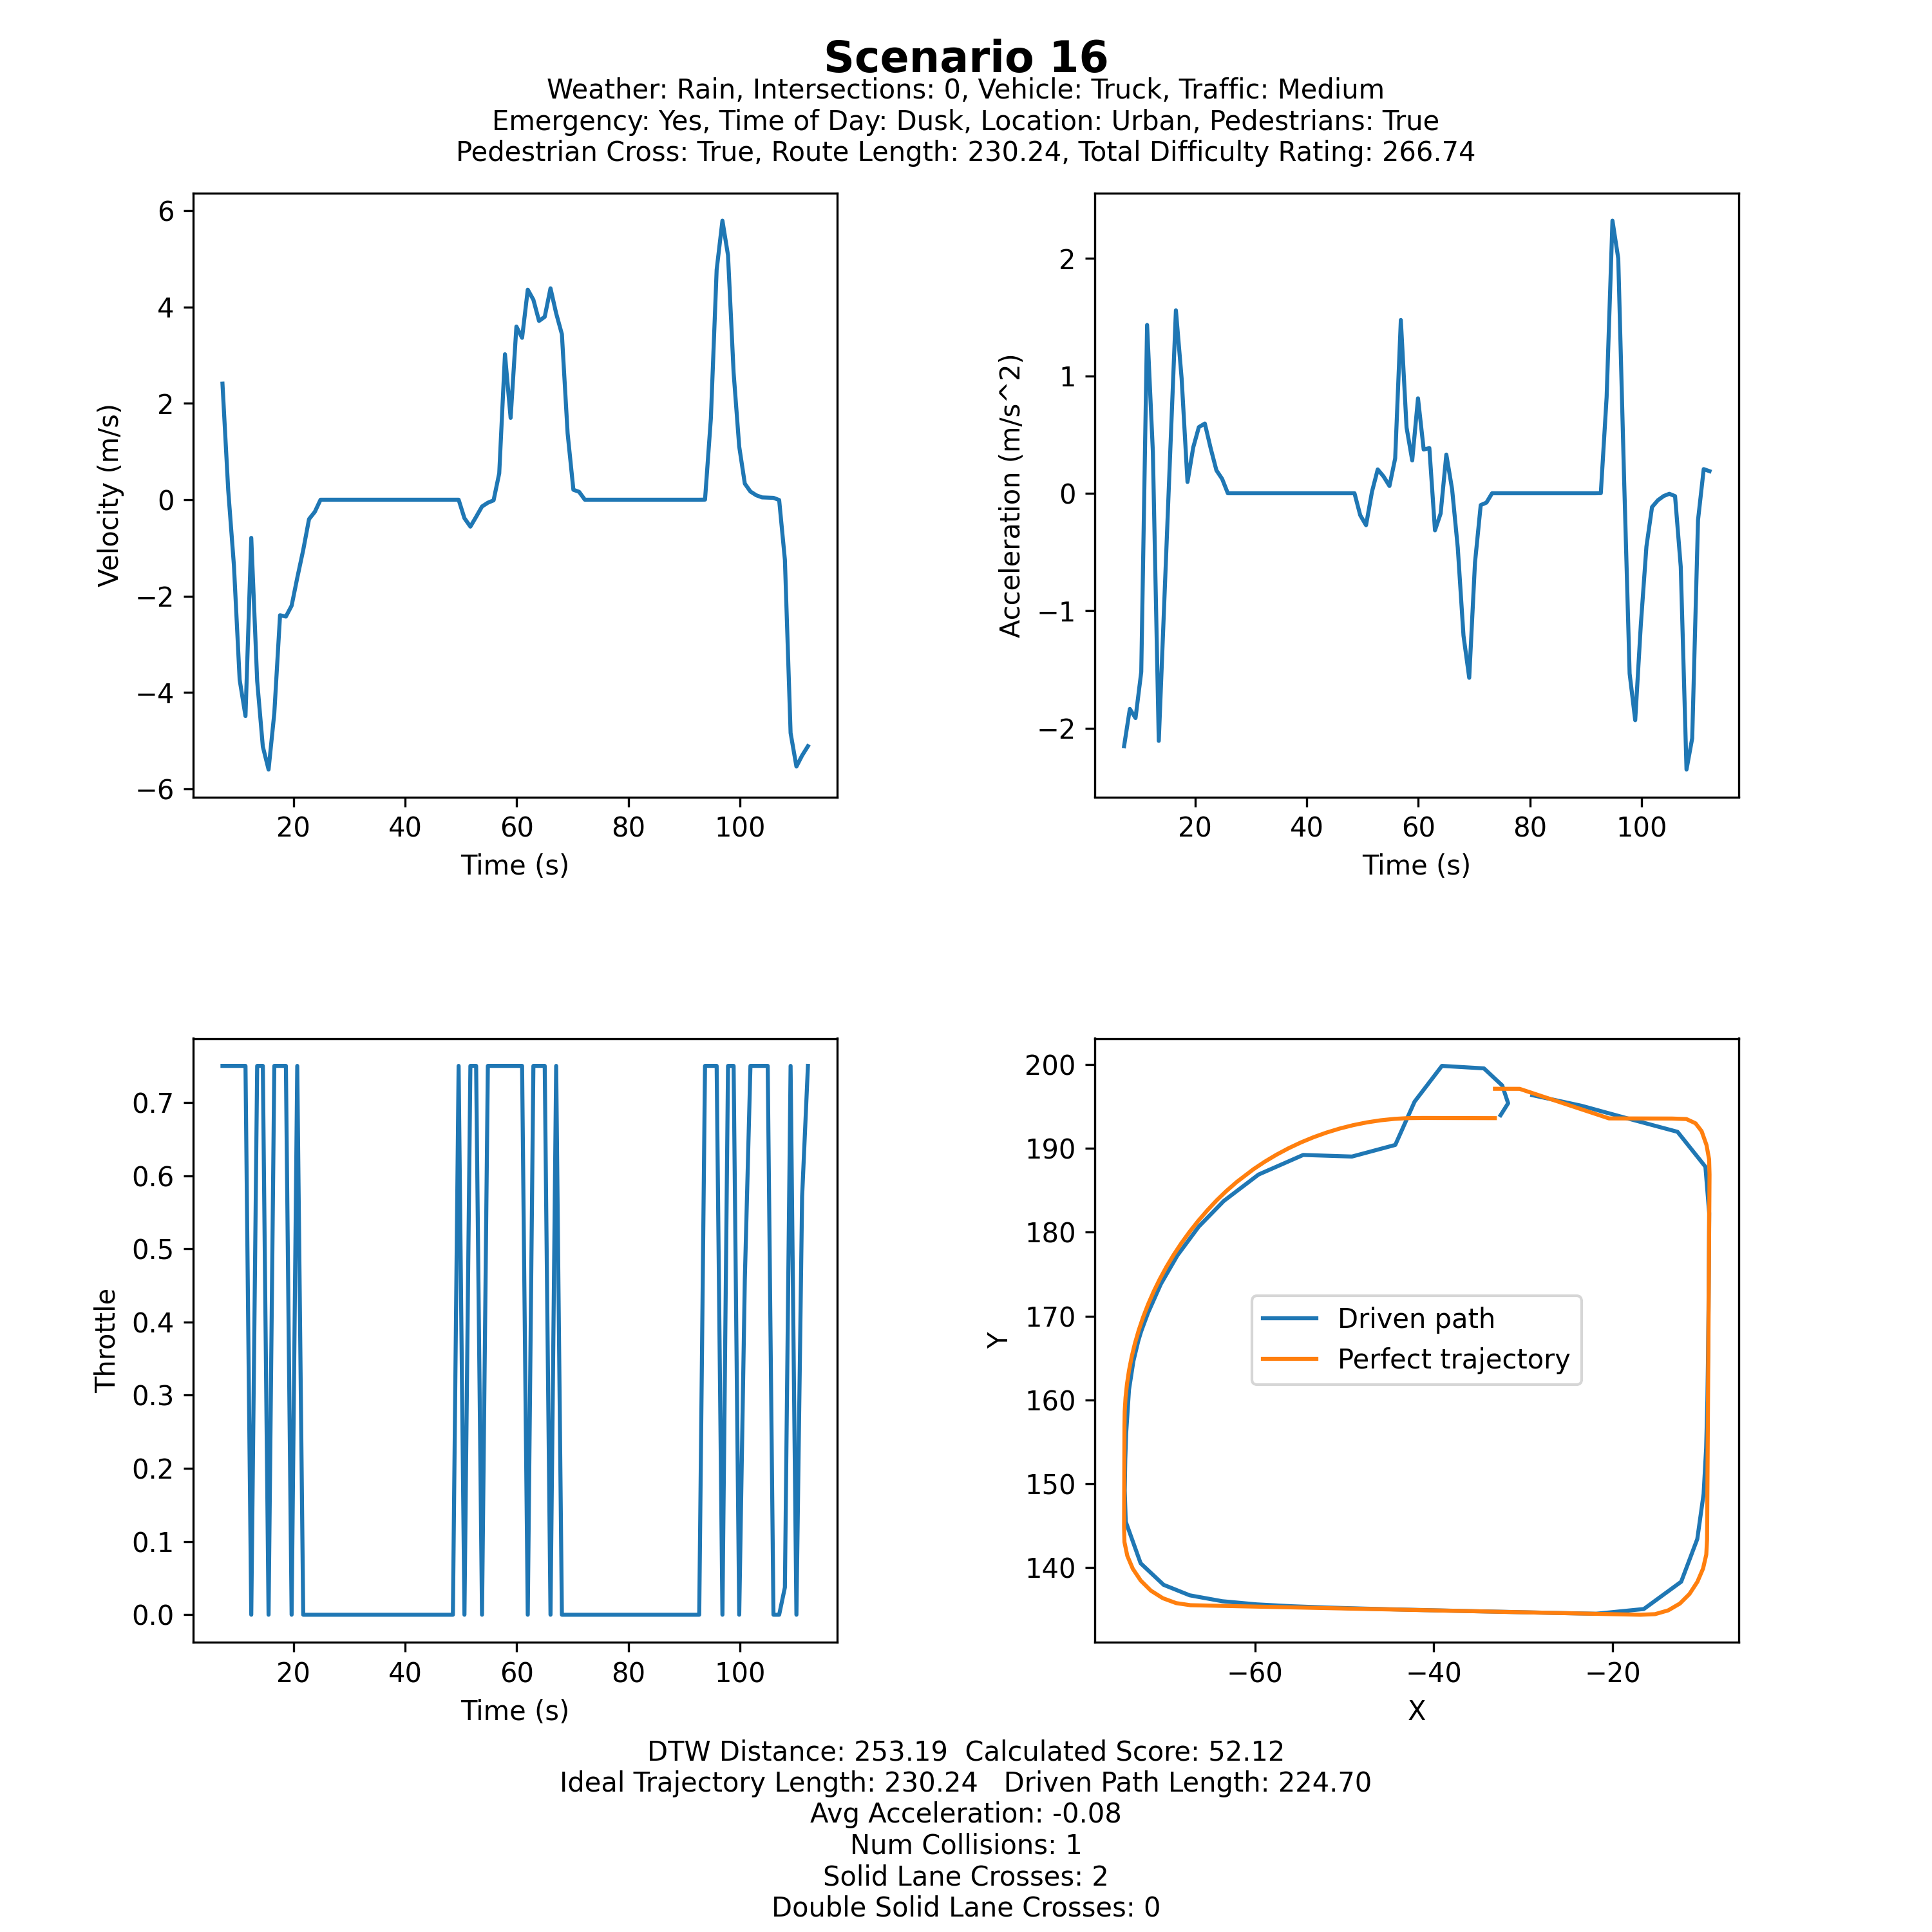 Scenario 16
Weather: Rain, Intersections: 0, Vehicle: Truck, Traffic: Medium
Emergency: Yes, Time of Day: Dusk, Location: Urban, Pedestrians: True
Pedestrian Cross: True, Route Length: 230.24, Total Difficulty Rating: 266.74
6
4
2
0
−2
−4
−6
Velocity (m/s)
20 40 60 80 100
Time (s)
2
1
0
−1
−2
Acceleration (m/s^2)
20 40 60 80 100
Time (s)
0.7
0.6
0.5
0.4
0.3
0.2
0.1
0.0
Throttle
20 40 60 80 100
Time (s)
200
190
180
170
160
150
140
Y
Driven path
Perfect trajectory
−60 −40 −20
X
DTW Distance: 253.19 Calculated Score: 52.12
Ideal Trajectory Length: 230.24 Driven Path Length: 224.70
Avg Acceleration: -0.08
Num Collisions: 1
Solid Lane Crosses: 2
Double Solid Lane Crosses: 0